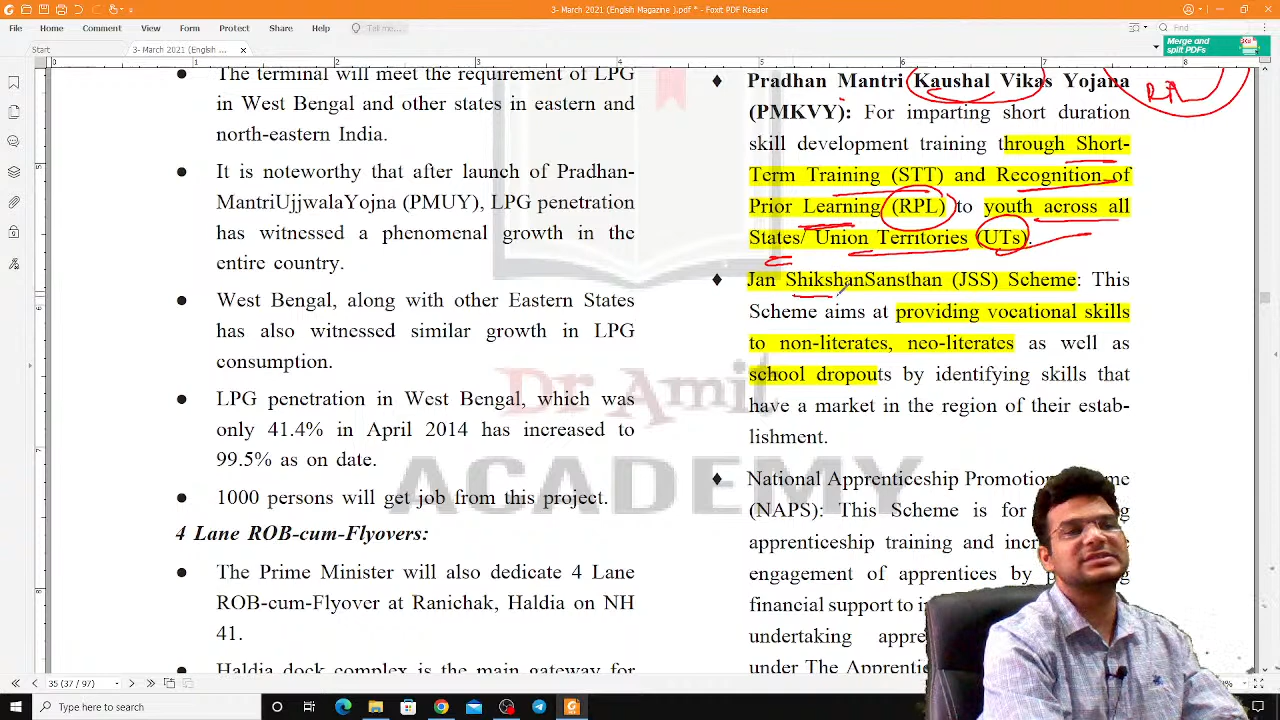 3- March 2021 (Engish Magazine ).pdf * - Foxit PDF Reader
File Home Comment View Form Protect Share Help Tell me... Find
Start 3- March 2021 (Englsh ...
Merge and
split PDFs
The terminal will meet the requirement of LPG
in West Bengal and other states in eastern and
north-eastern India.
It is noteworthy that after launch of Pradhan-
MantriUjjwalaYojna (PMUY), LPG penetration
has witnessed a phenomenal growth in the
entire country.
West Bengal, along with other Eastern States
has also witnessed similar growth in LPG
consumption.
LPG penetration in West Bengal, which was
only 41.4% in April 2014 has increased to
99.5% as on date.
1000 persons will get job from this project.
4 Lane ROB-cum-Flyovers:
The Prime Minister will also dedicate 4 Lane
ROB-cum-Flyover at Ranichak, Haldia on NH
41.
Haldia dock complex is the main gateway for
Pradhan Mantri Kaushal Vikas Yojana
(PMKVY): For imparting short duration
skill development training through Short-
Term Training (STT) and Recognition of
Prior Learning (RPL) to youth across all
States/ Union Territories (UTs).
Jan ShikshanSansthan (JSS) Scheme: This
Scheme aims at providing vocational skills
to non-literates, neo-literates as well as
school dropouts by identifying skills that
have a market in the region of their estab-
lishment.
National Apprenticeship Promotion
(NAPS): This Scheme is for
apprenticeship training and
engagement of apprentices by
financial support to
undertaking
under The
RPL
Dr Amit
ACADEMY
35 (37 / 97)
Type here to search